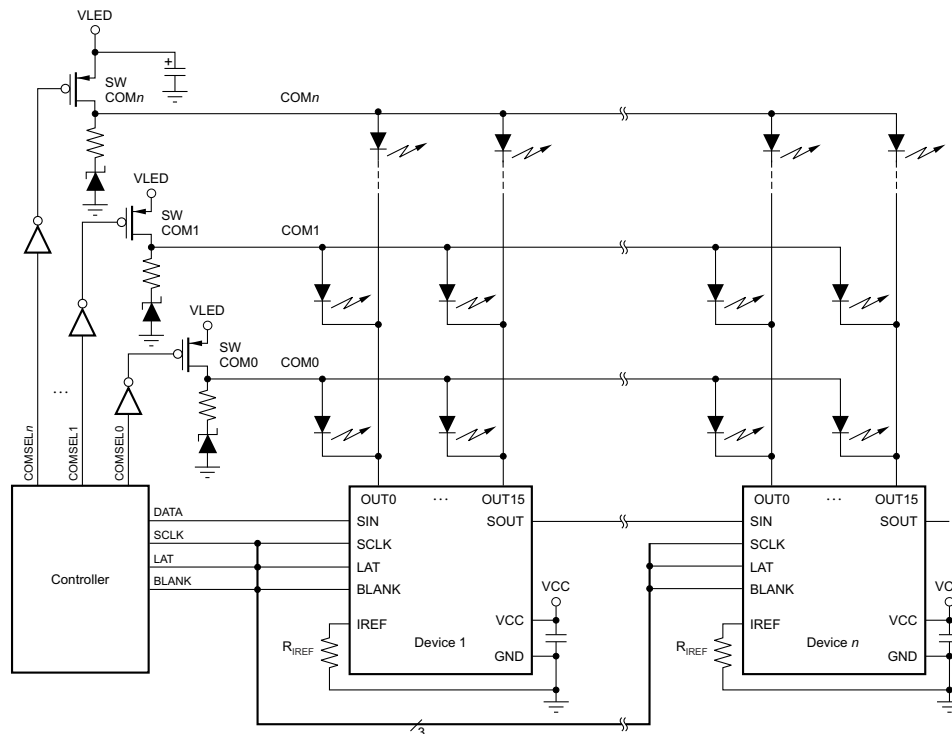 VLED
+
SW
COMn
COMn
VLED
SW
COM1
COM1
VLED
SW
COM0
COM0
...
COMSELn
COMSEL1
COMSEL0
Controller
DATA
SCLK
LAT
BLANK
OUT0 ... OUT15
SIN
SOUT
SCLK
LAT
BLANK
IREF
VCC
Device 1
GND
RIREF
VCC
OUT0 ... OUT15
SIN
SOUT
SCLK
LAT
BLANK
IREF
VCC
Device n
GND
RIREF
3